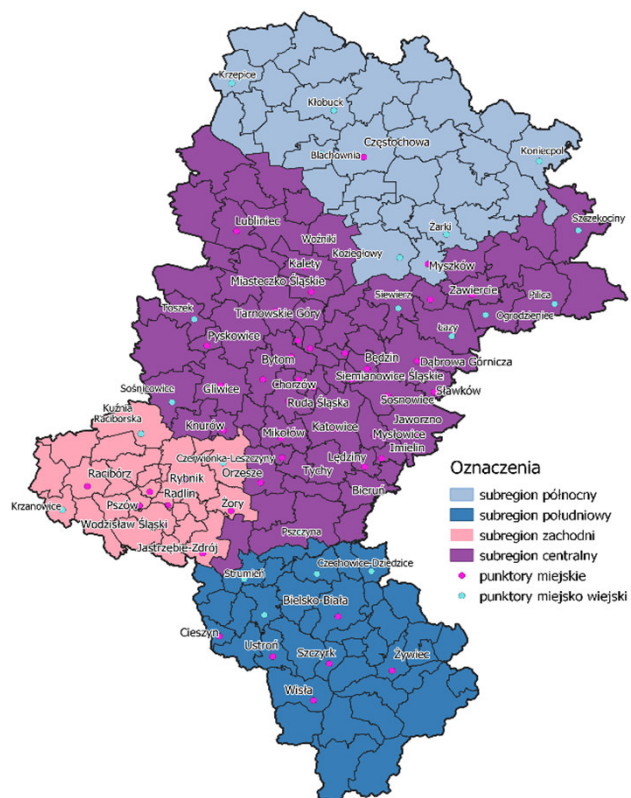 Krzepice
Kłobuck
Częstochowa
Blachownia
Koniecpol
Szczekociny
Lubliniec
Żarki
Woźniki
Koziegłowy
Kalety
Myszków
Miasteczko Śląskie
Siewierz
Zawiercie
Pilica
Toszek
Tarnowskie Góry
Ogrodzieniec
Łazy
Pyskowice
Bytom
Będzin
Dąbrowa Górnicza
Siemianowice Śląskie
Sośnicowice
Gliwice
Chorzów
Sławków
Ruda Śląska
Sosnowiec
Kuźnia
Raciborska
Jaworzno
Knurów
Mikołów
Katowice
Mysłowice
Imielin
Czerwionka-Leszczyny
Lędziny
Racibórz
Rybnik
Orzesze
Tychy
Radlin
Bieruń
Krzanowice
Pszów
Żory
Wodzisław Śląski
Pszczyna
Jastrzębie-Zdrój
Czechowice-Dziedzice
Strumień
Bielsko-Biała
Cieszyn
Ustroń
Szczyrk
Żywiec
Wisła
Oznaczenia
subregion północny
subregion południowy
subregion zachodni
subregion centralny
punktory miejskie
punktory miejsko wiejski